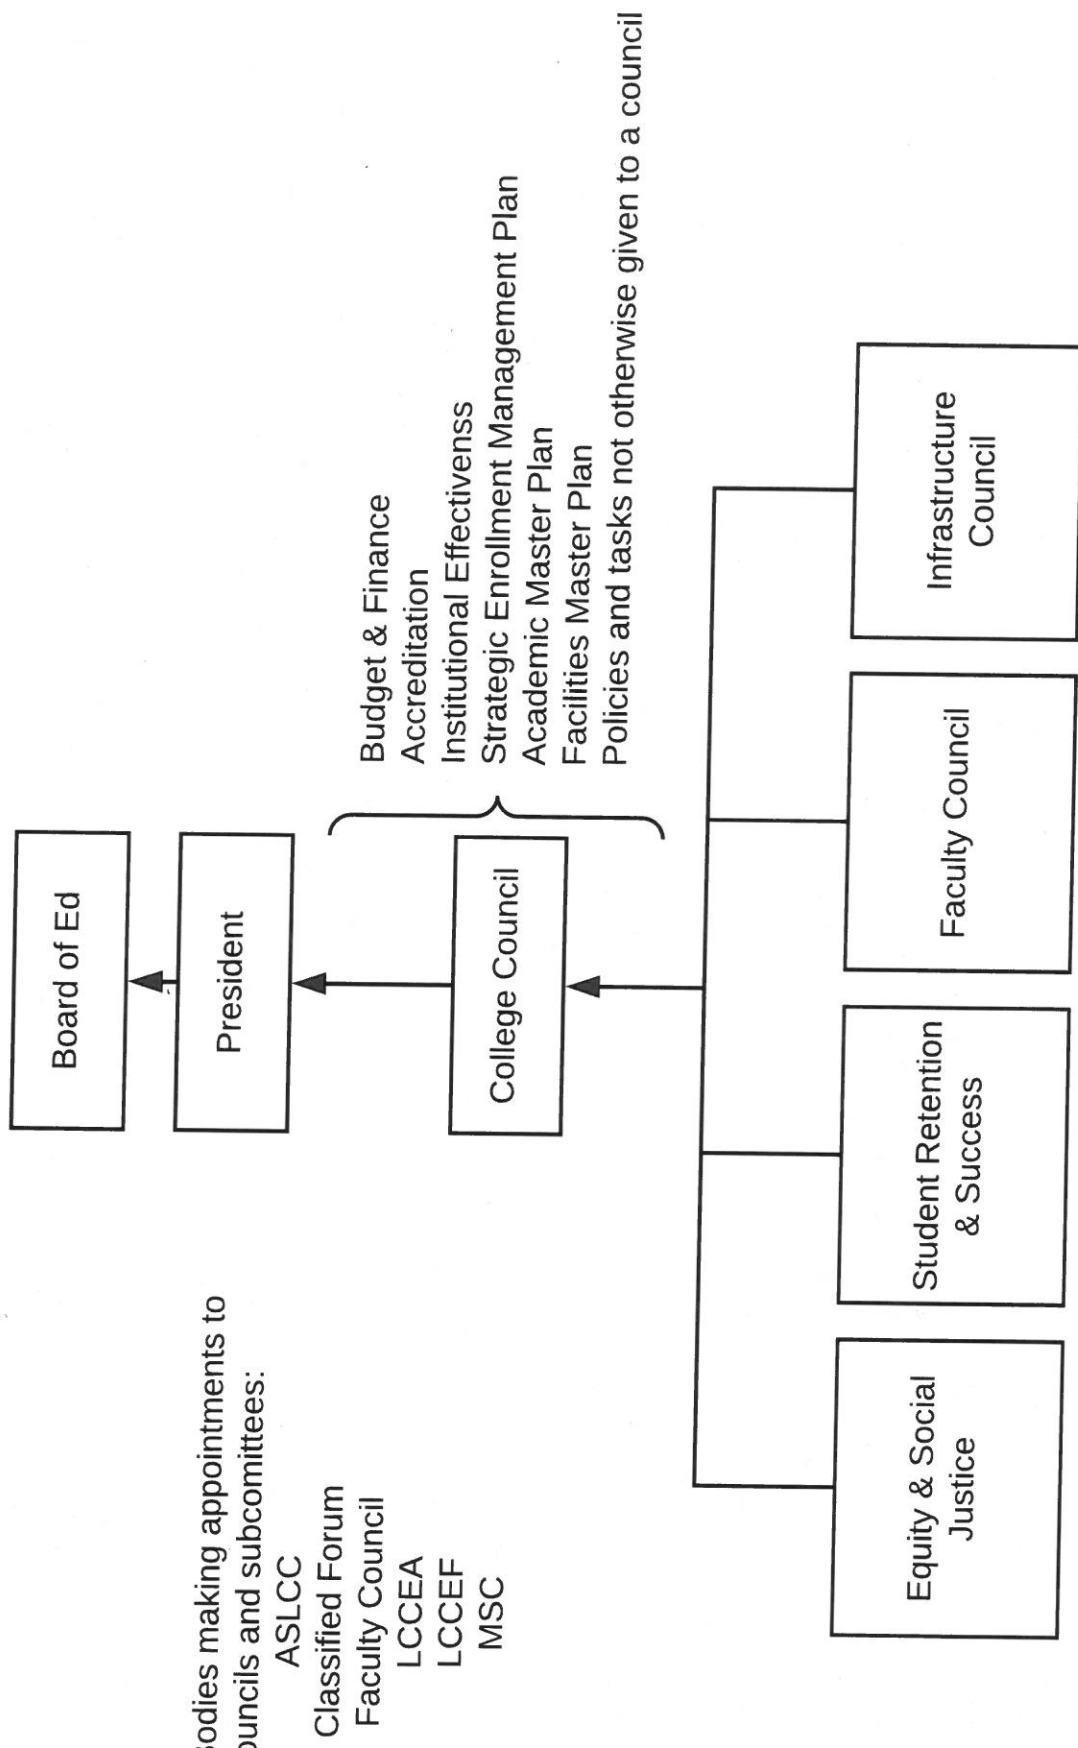 Board of Ed
President
College Council
Budget & Finance
Accreditation
Institutional Effectivenss
Strategic Enrollment Management Plan
Academic Master Plan
Facilities Master Plan
Policies and tasks not otherwise given to a council
making appointments to
and subcomittees:
ASLCC
Classified Forum
Faculty Council
LCCEA
LCCEF
MSC
Equity & Social
Justice
Student Retention
& Success
Faculty Council
Infrastructure
Council